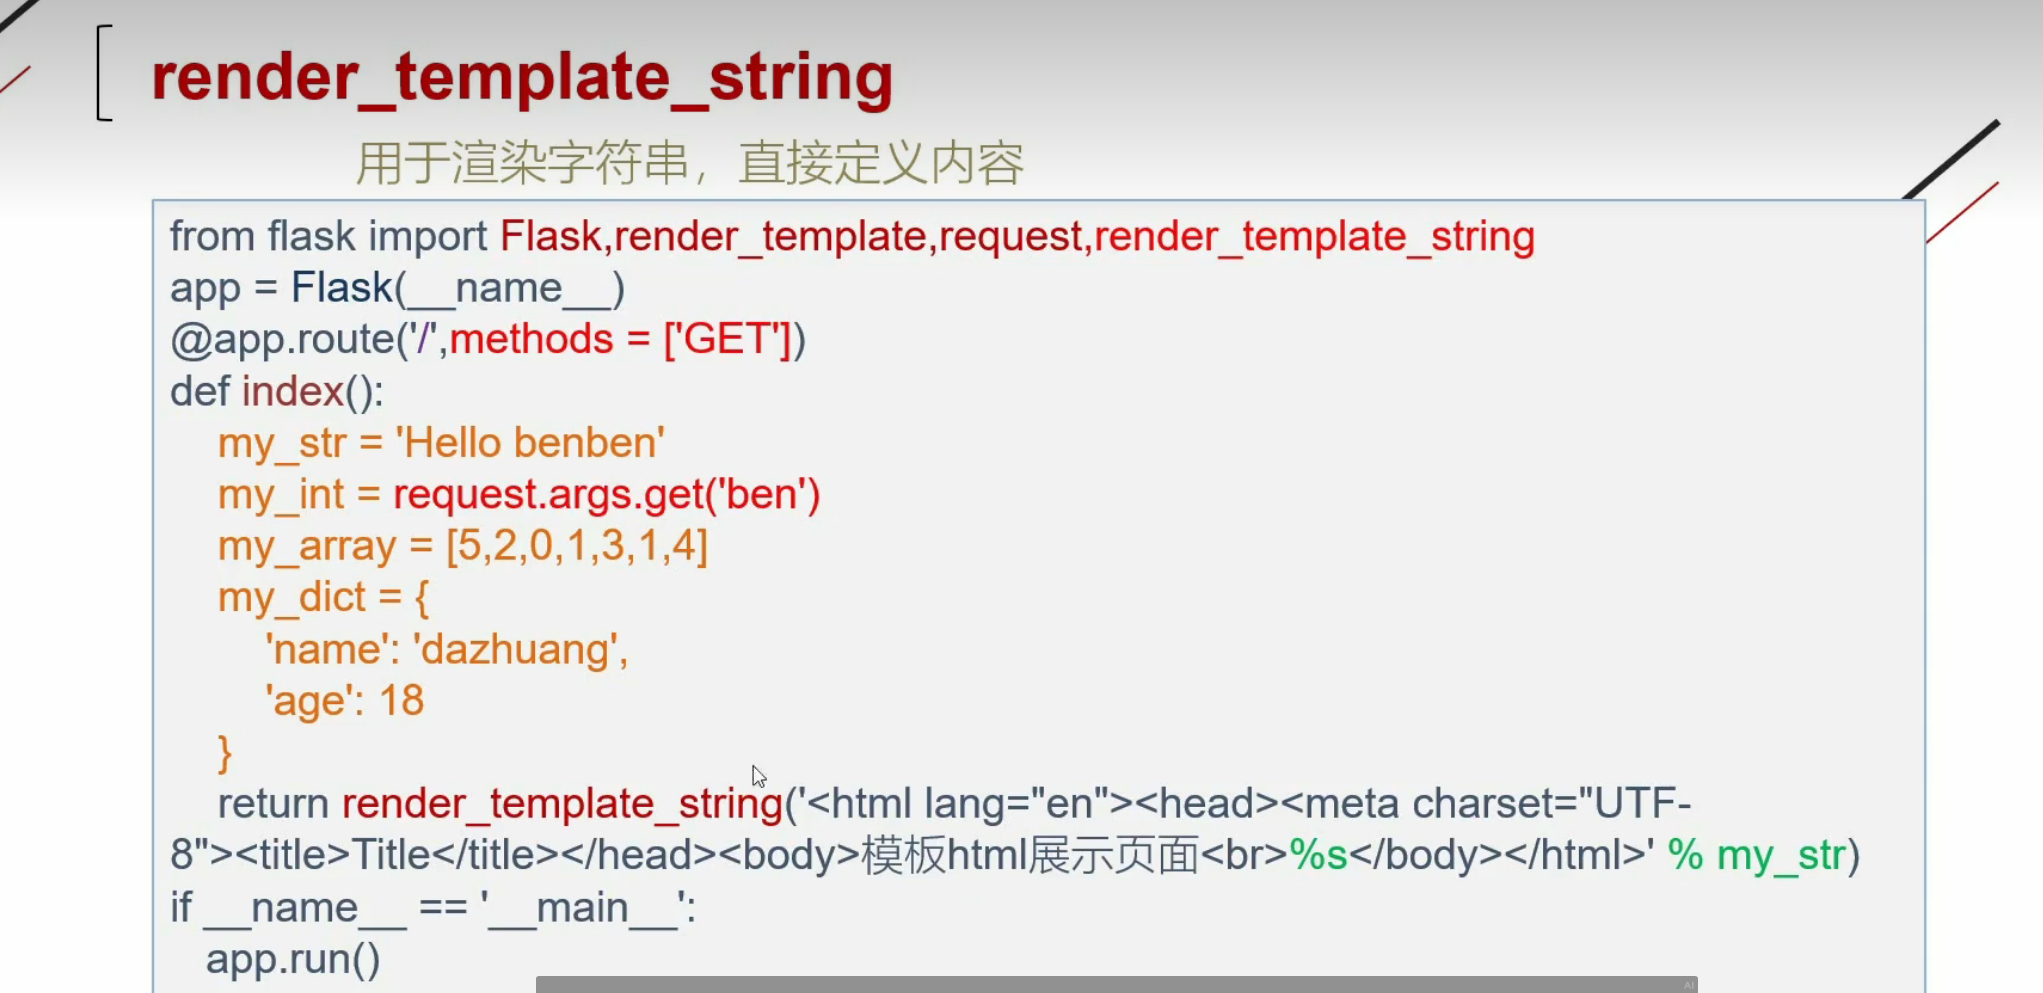 render_template_string
用于渲染字符串，直接定义内容
from flask import Flask,render_template,request,render_template_string
app = Flask(__name__)
@app.route('/',methods = ['GET'])
def index():
    my_str = 'Hello benben'
    my_int = request.args.get('ben')
    my_array = [5,2,0,1,3,1,4]
    my_dict = {
        'name': 'dazhuang',
        'age': 18
    }
    return render_template_string('<html lang="en"><head><meta charset="UTF-
8"><title>Title</title></head><body>模板html展示页面<br>%s</body></html>' % my_str)
if __name__ == '__main__':
   app.run()
AI